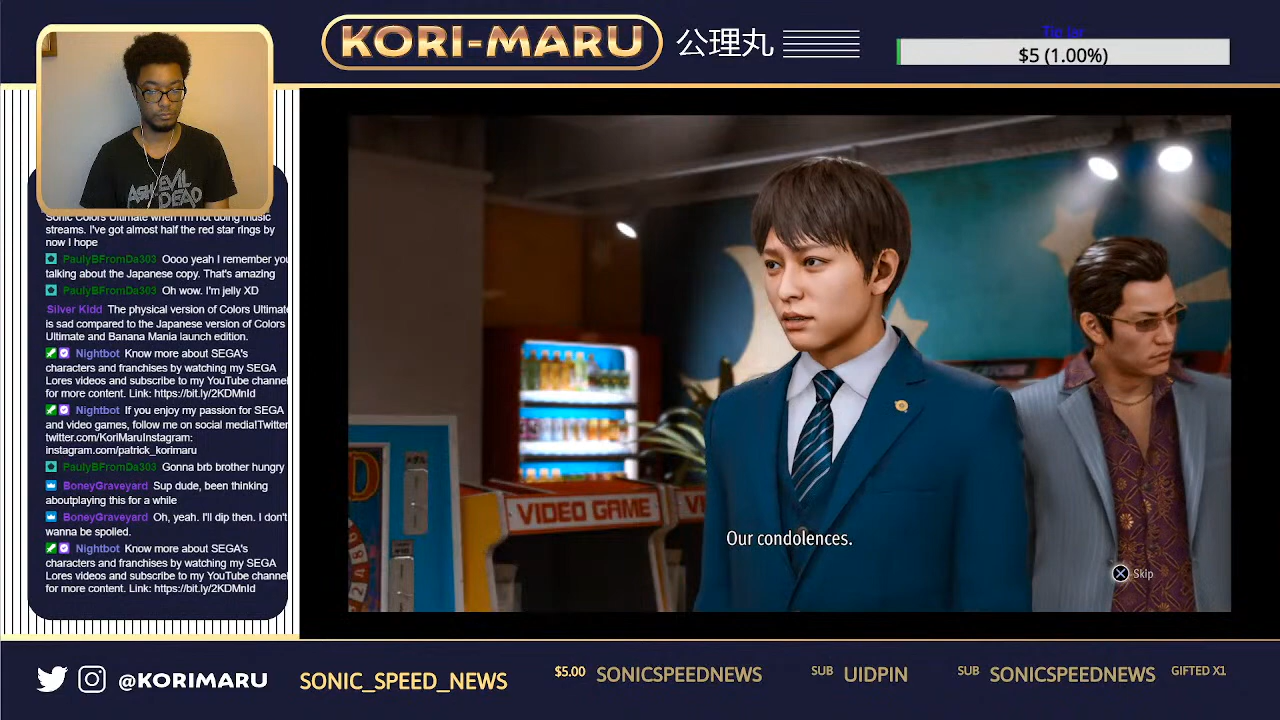 KORI-MARU 公理丸
Tip Jar
$5 (1.00%)
ASH EVIL
DEAD
Sonic Colors Ultimate when I'm not doing music
streams. I've got almost half the red star rings by
now I hope
PaulyBFromDa303 Oooo yeah I remember you
talking about the Japanese copy. That's amazing
PaulyBFromDa303 Oh wow. I'm jelly XD
Silver Kidd The physical version of Colors Ultimate
is sad compared to the Japanese version of Colors
Ultimate and Banana Mania launch edition.
Nightbot Know more about SEGA's
characters and franchises by watching my SEGA
Lores videos and subscribe to my YouTube channel
for more content. Link: https://bit.ly/2KDMnId
Nightbot If you enjoy my passion for SEGA
and video games, follow me on social media!Twitter:
twitter.com/KoriMaruInstagram:
instagram.com/patrick_korimaru
PaulyBFromDa303 Gonna brb brother hungry
BoneyGraveyard Sup dude, been thinking
aboutplaying this for a while
BoneyGraveyard Oh, yeah. I'll dip then. I don't
wanna be spoiled.
Nightbot Know more about SEGA's
characters and franchises by watching my SEGA
Lores videos and subscribe to my YouTube channel
for more content. Link: https://bit.ly/2KDMnId
VIDEO GAME
Our condolences.
Skip
@KORIMARU
SONIC_SPEED_NEWS
$5.00 SONICSPEEDNEWS
SUB UIDPIN
SUB SONICSPEEDNEWS GIFTED X1